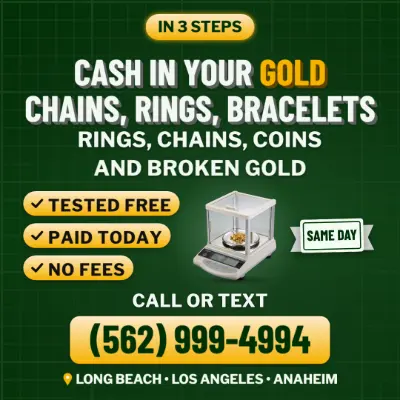 IN 3 STEPS
CASH IN YOUR GOLD
CHAINS, RINGS, BRACELETS
RINGS, CHAINS, COINS
AND BROKEN GOLD
✓ TESTED FREE
✓ PAID TODAY
✓ NO FEES
SAME DAY
CALL OR TEXT
(562) 999-4994
LONG BEACH • LOS ANGELES • ANAHEIM